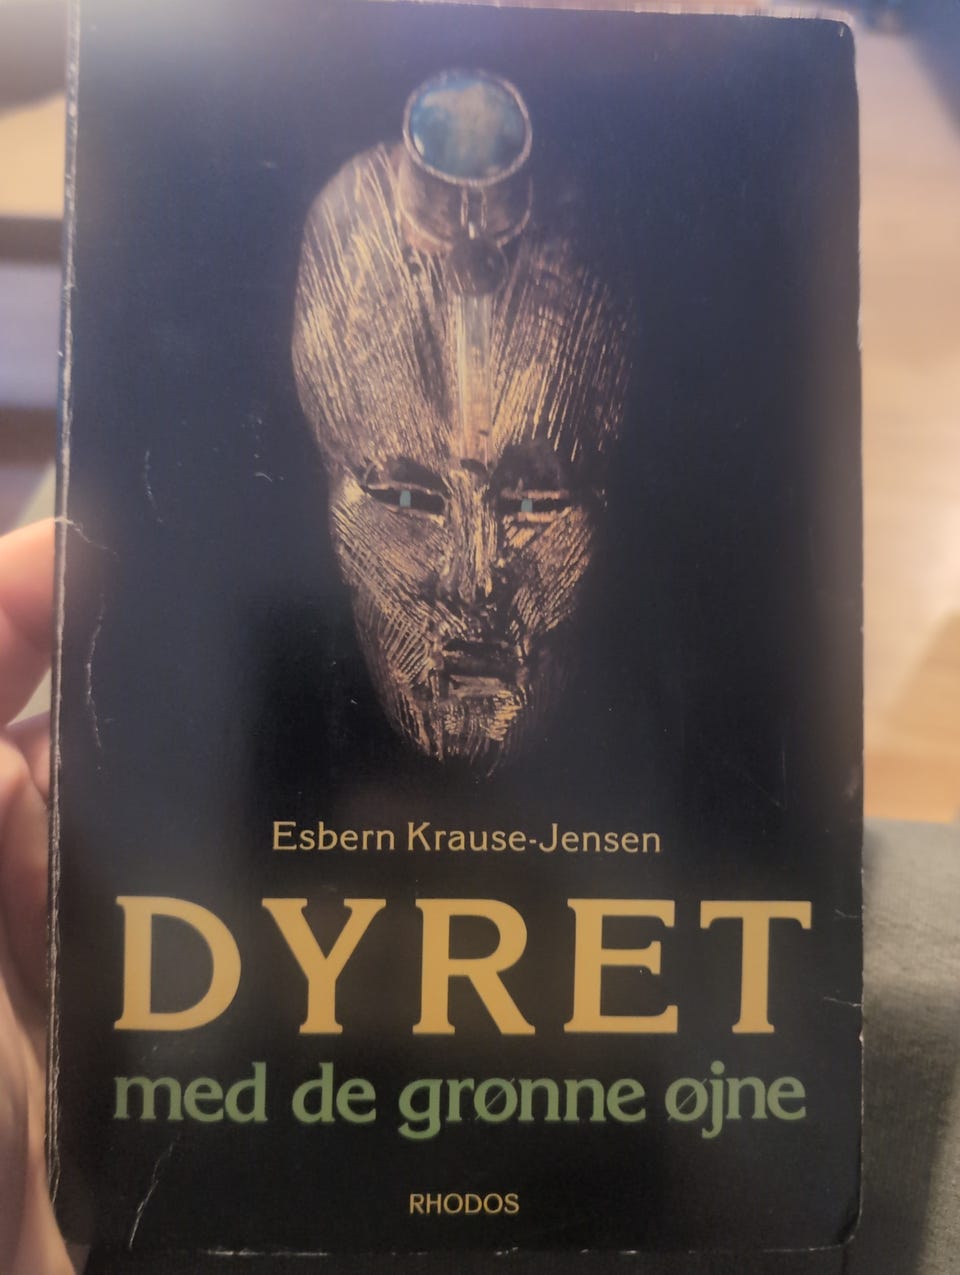 Esbern Krause-Jensen
DYRET
med de grønne øjne
RHODOS